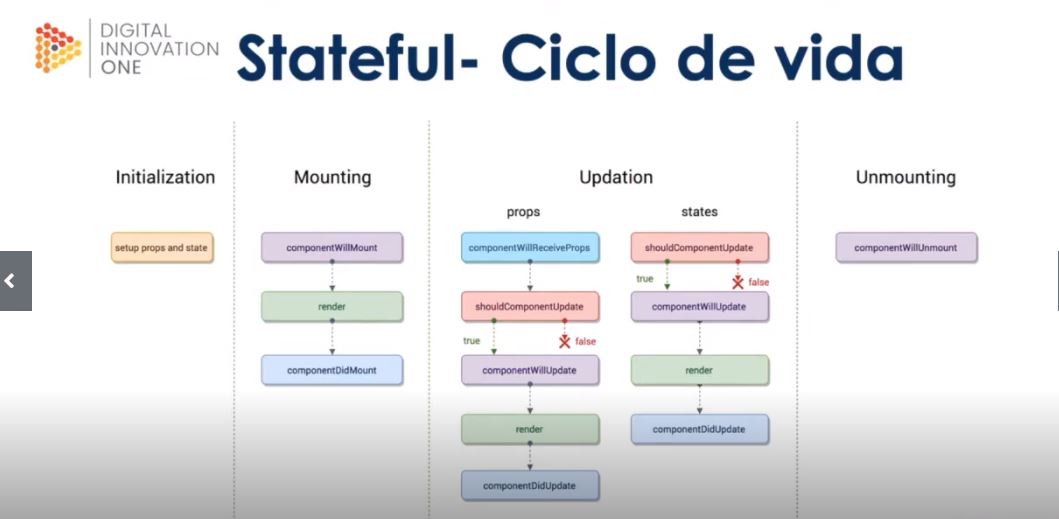 DIGITAL
INNOVATION
ONE
Stateful- Ciclo de vida
Initialization
setup props and state
Mounting
componentWillMount
render
componentDidMount
Updation
props
componentWillReceiveProps
shouldComponentUpdate
true
false
componentWillUpdate
render
componentDidUpdate
states
shouldComponentUpdate
true
false
componentWillUpdate
render
componentDidUpdate
Unmounting
componentWillUnmount